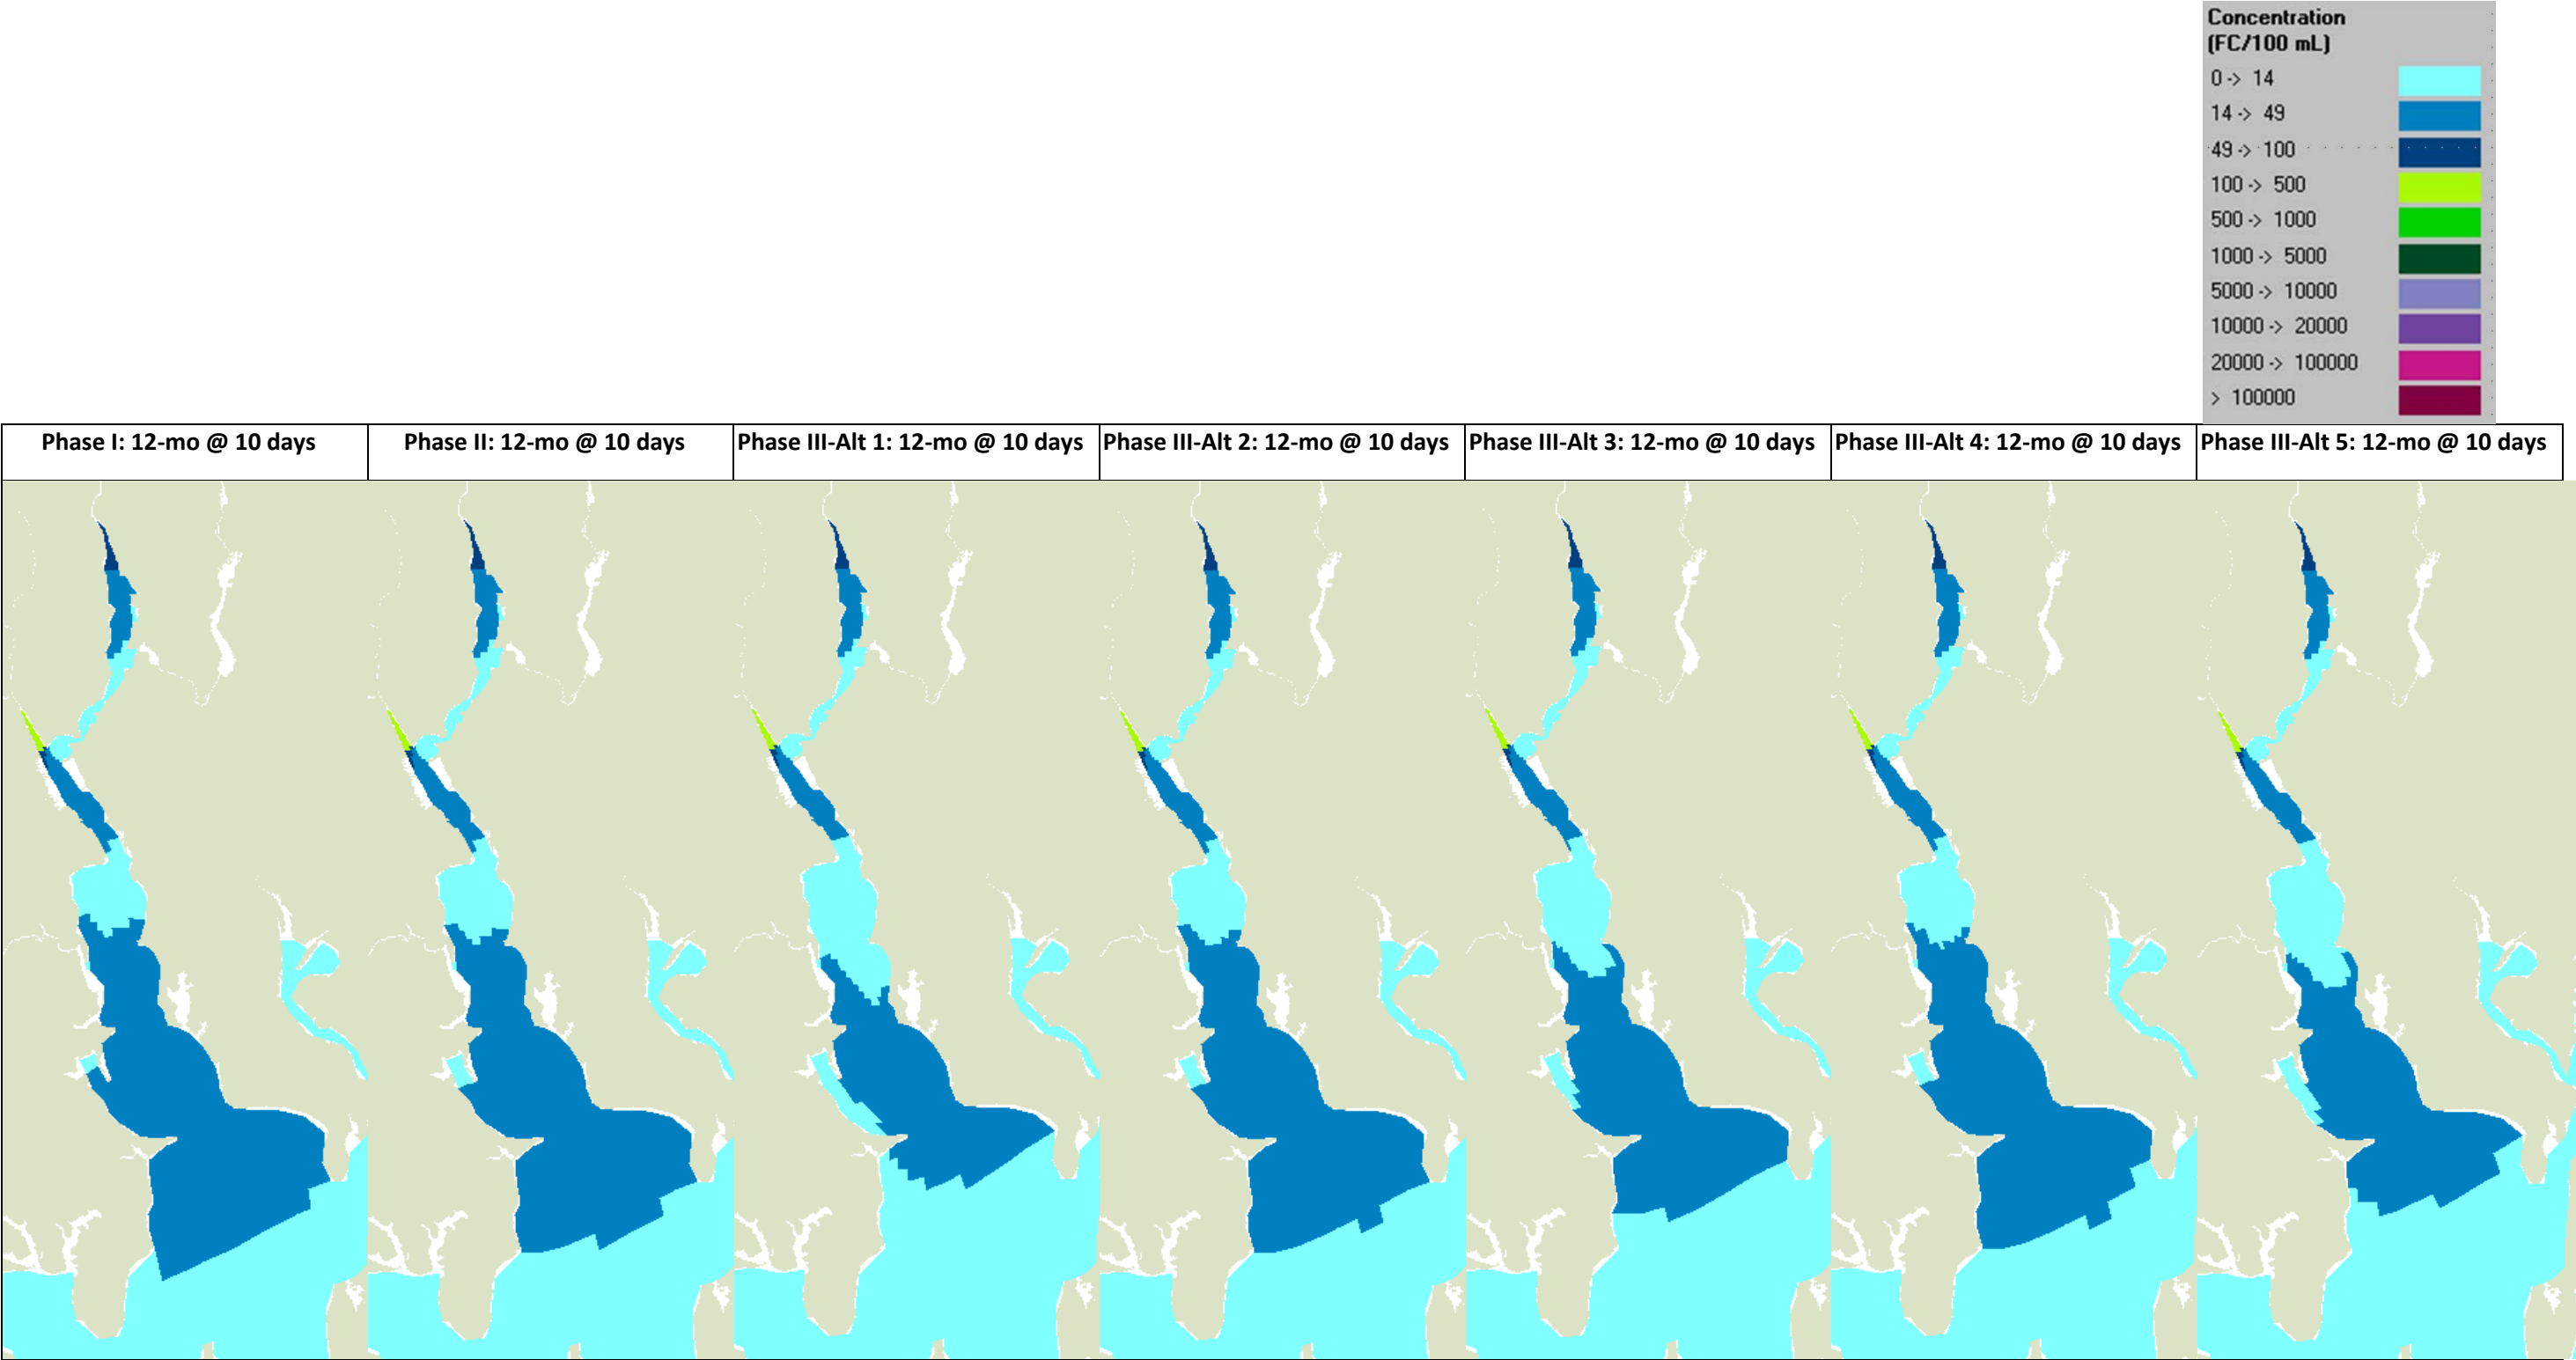 Concentration
(FC/100 mL)
0 -> 14
14 -> 49
49 -> 100
100 -> 500
500 -> 1000
1000 -> 5000
5000 -> 10000
10000 -> 20000
20000 -> 100000
> 100000
Phase I: 12-mo @ 10 days
Phase II: 12-mo @ 10 days
Phase III-Alt 1: 12-mo @ 10 days
Phase III-Alt 2: 12-mo @ 10 days
Phase III-Alt 3: 12-mo @ 10 days
Phase III-Alt 4: 12-mo @ 10 days
Phase III-Alt 5: 12-mo @ 10 days